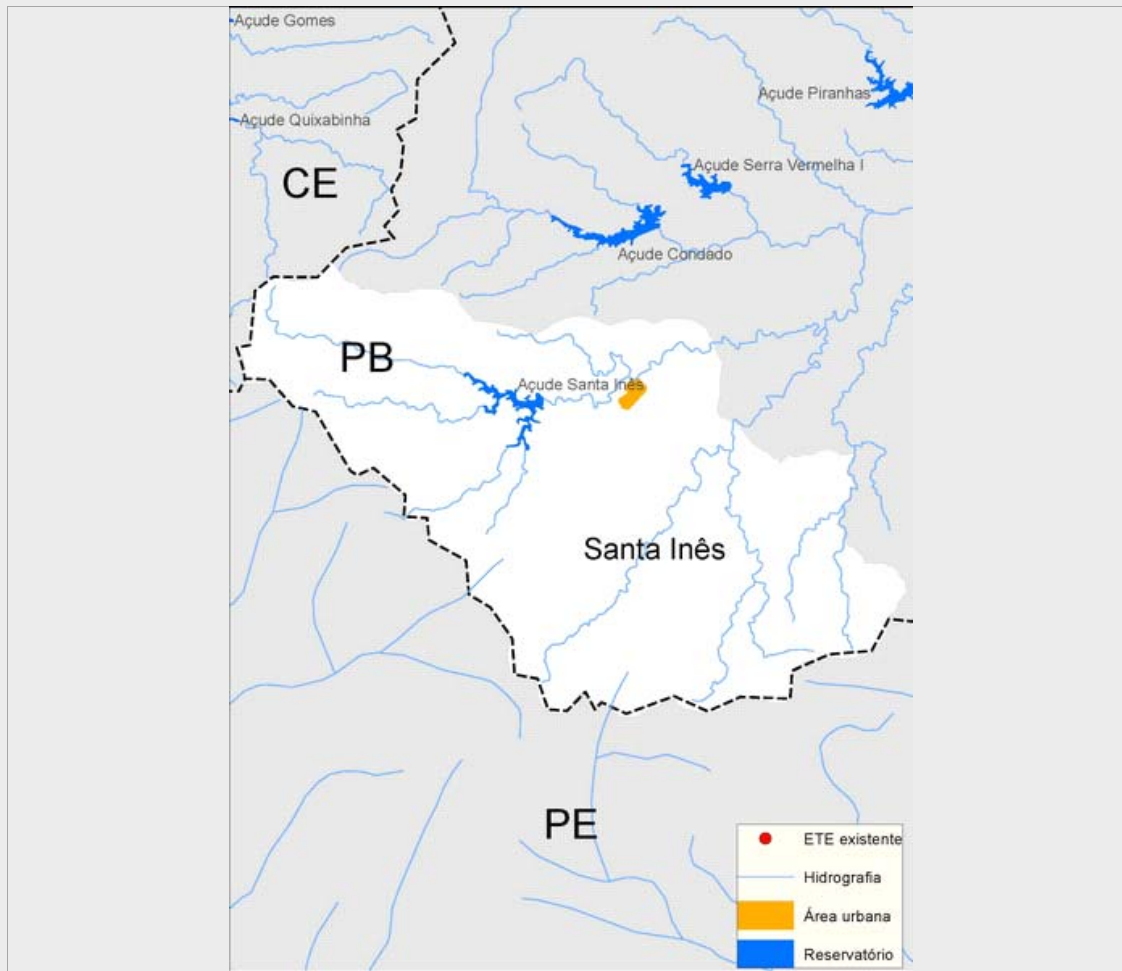 Açude Gomes
Açude Piranhas
Açude Quixabinha
Açude Serra Vermelha I
CE
Açude Condado
PB
Açude Santa Inês
Santa Inês
PE
ETE existente
Hidrografia
Área urbana
Reservatório